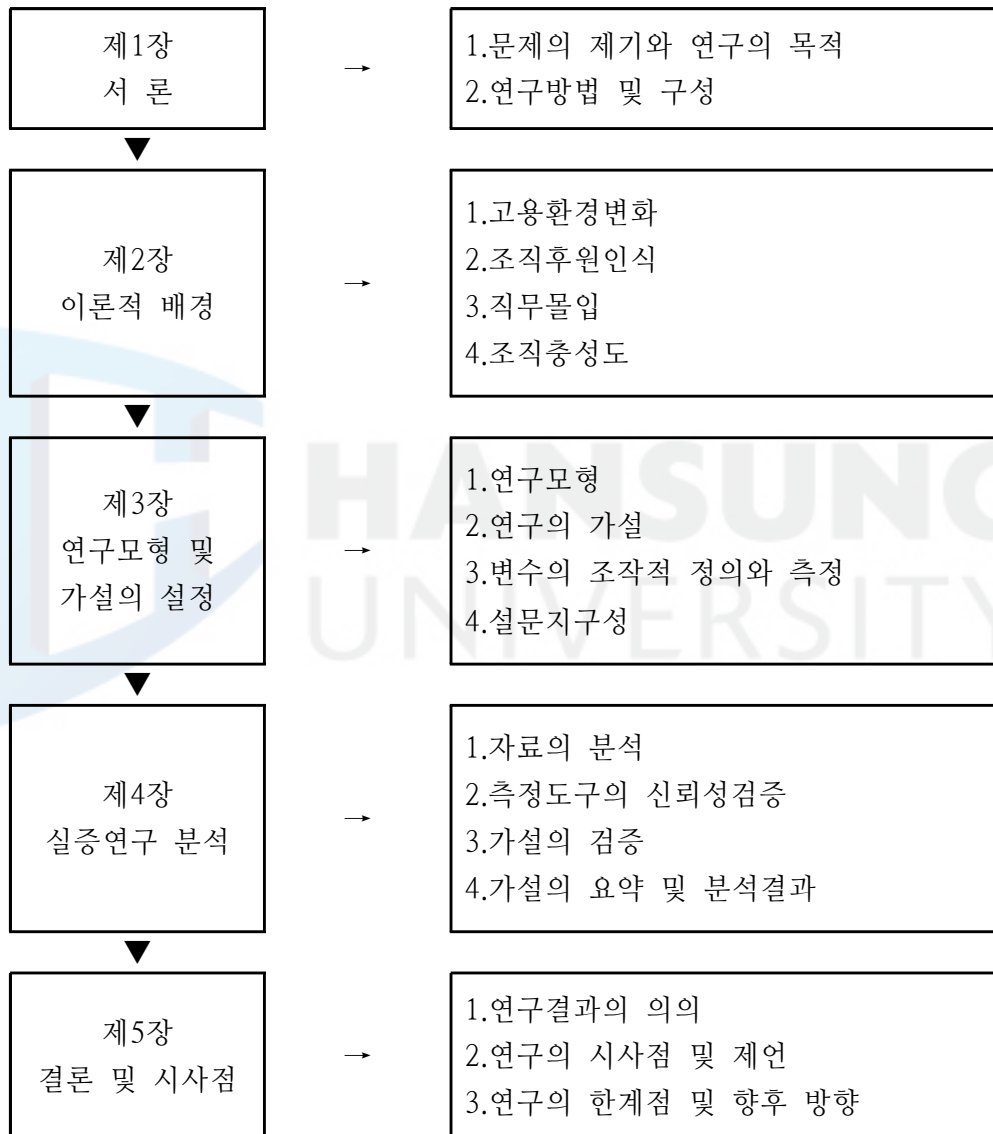 제1장
서 론
→
1.문제의 제기와 연구의 목적
2.연구방법 및 구성
▼
제2장
이론적 배경
→
1.고용환경변화
2.조직후원인식
3.직무몰입
4.조직충성도
▼
제3장
연구모형 및
가설의 설정
→
1.연구모형
2.연구의 가설
3.변수의 조작적 정의와 측정
4.설문지구성
▼
제4장
실증연구 분석
→
1.자료의 분석
2.측정도구의 신뢰성검증
3.가설의 검증
4.가설의 요약 및 분석결과
▼
제5장
결론 및 시사점
→
1.연구결과의 의의
2.연구의 시사점 및 제언
3.연구의 한계점 및 향후 방향
HANSUNG
UNIVERSITY